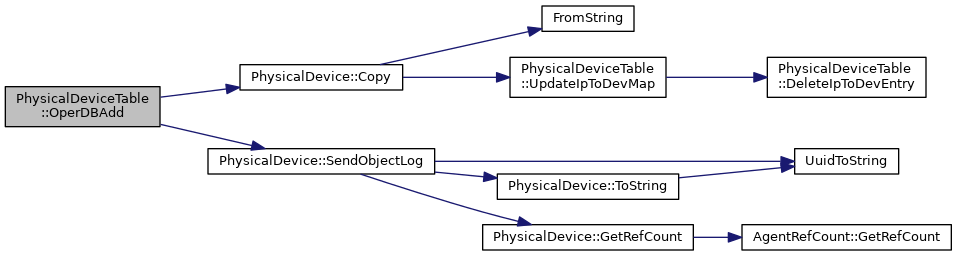 PhysicalDeviceTable
::OperDBAdd
PhysicalDevice::Copy
FromString
PhysicalDeviceTable
::UpdateIpToDevMap
PhysicalDeviceTable
::DeleteIpToDevEntry
PhysicalDevice::SendObjectLog
UuidToString
PhysicalDevice::ToString
PhysicalDevice::GetRefCount
AgentRefCount::GetRefCount